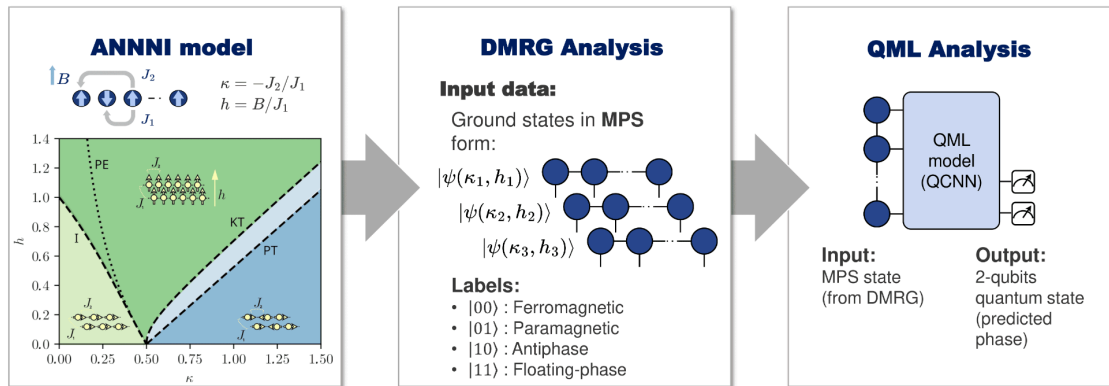 ANNNI model
B
J₂
J₁
κ = −J₂/J₁
h = B/J₁
1.4
1.2
1.0
0.8
0.6
0.4
0.2
0.0
h
PE
I
KT
PT
h
0.00
0.25
0.50
0.75
1.00
1.25
1.50
κ
DMRG Analysis
Input data:
Ground states in MPS
form:
|ψ(κ₁, h₁)⟩
|ψ(κ₂, h₂)⟩
|ψ(κ₃, h₃)⟩
Labels:
• |00⟩ : Ferromagnetic
• |01⟩ : Paramagnetic
• |10⟩ : Antiphase
• |11⟩ : Floating-phase
QML Analysis
QML
model
(QCNN)
Input:
MPS state
(from DMRG)
Output:
2-qubits
quantum state
(predicted
phase)